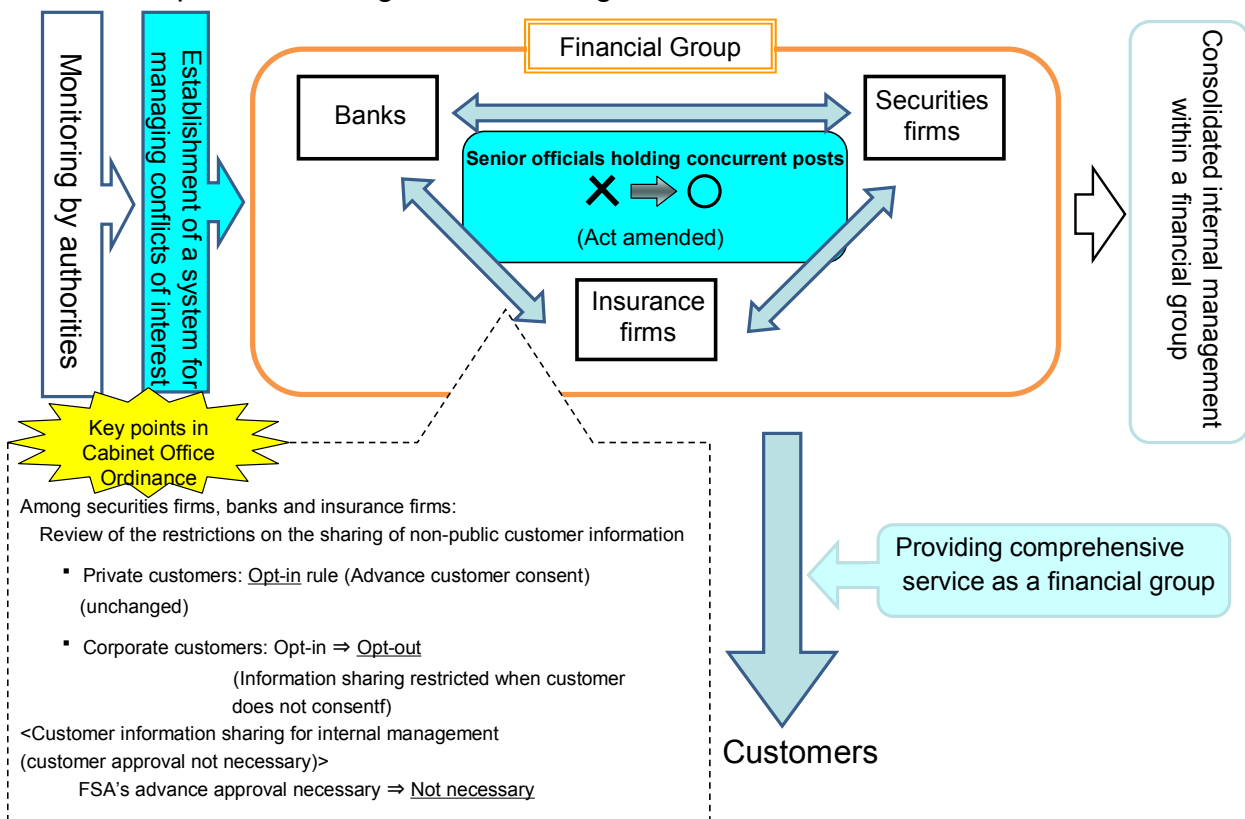 Monitoring by authorities
Establishment of a system for
managing conflicts of interest
Financial Group
Banks
Securities
firms
Senior officials holding concurrent posts
(Act amended)
Insurance
firms
Consolidated internal management
within a financial group
Key points in
Cabinet Office
Ordinance
Among securities firms, banks and insurance firms:
Review of the restrictions on the sharing of non-public customer information
▪ Private customers: Opt-in rule (Advance customer consent)
(unchanged)
▪ Corporate customers: Opt-in ⇒ Opt-out
(Information sharing restricted when customer
does not consentf)
<Customer information sharing for internal management
(customer approval not necessary)>
FSA's advance approval necessary ⇒ Not necessary
Providing comprehensive
service as a financial group
Customers